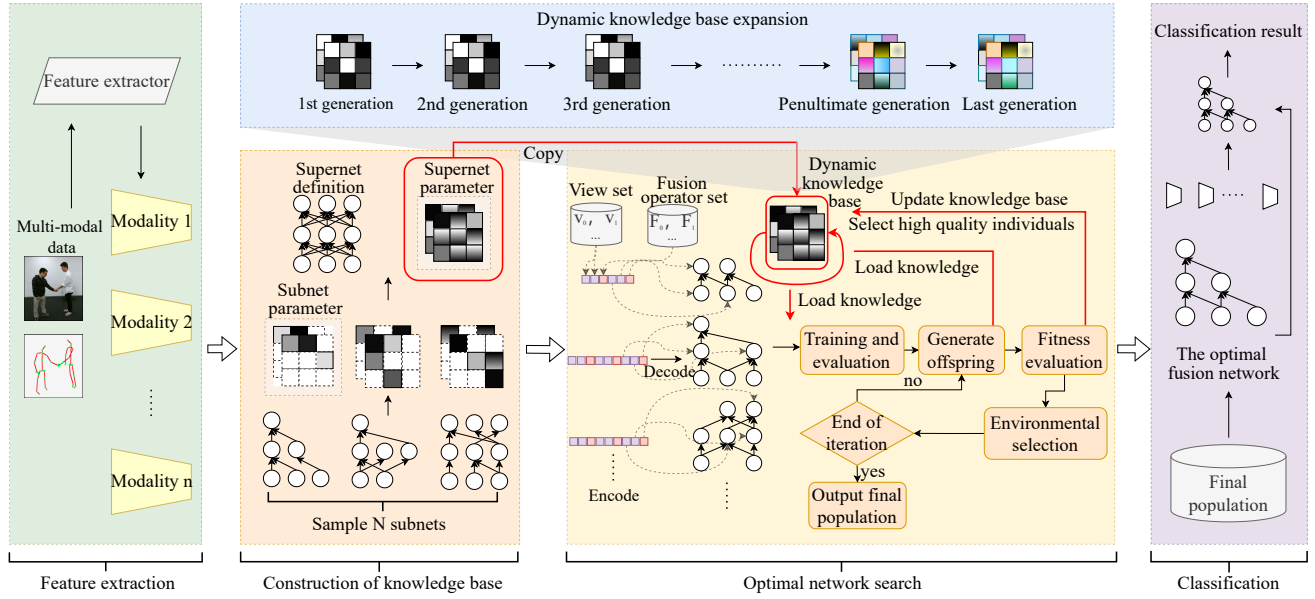 Dynamic knowledge base expansion
1st generation
2nd generation
3rd generation
..........
Penultimate generation
Last generation
Feature extractor
Multi-modal
data
Modality 1
Modality 2
Modality n
Feature extraction
Supernet
definition
Supernet
parameter
Subnet
parameter
Sample N subnets
Construction of knowledge base
Copy
View set
V₀, V₁
...
Fusion
operator set
F₀, F₁
...
Dynamic
knowledge
base
Update knowledge base
Select high quality individuals
Load knowledge
Load knowledge
Decode
Encode
Training and
evaluation
Generate
offspring
Fitness
evaluation
no
End of
iteration
Environmental
selection
yes
Output final
population
Optimal network search
Classification result
The optimal
fusion network
Final
population
Classification